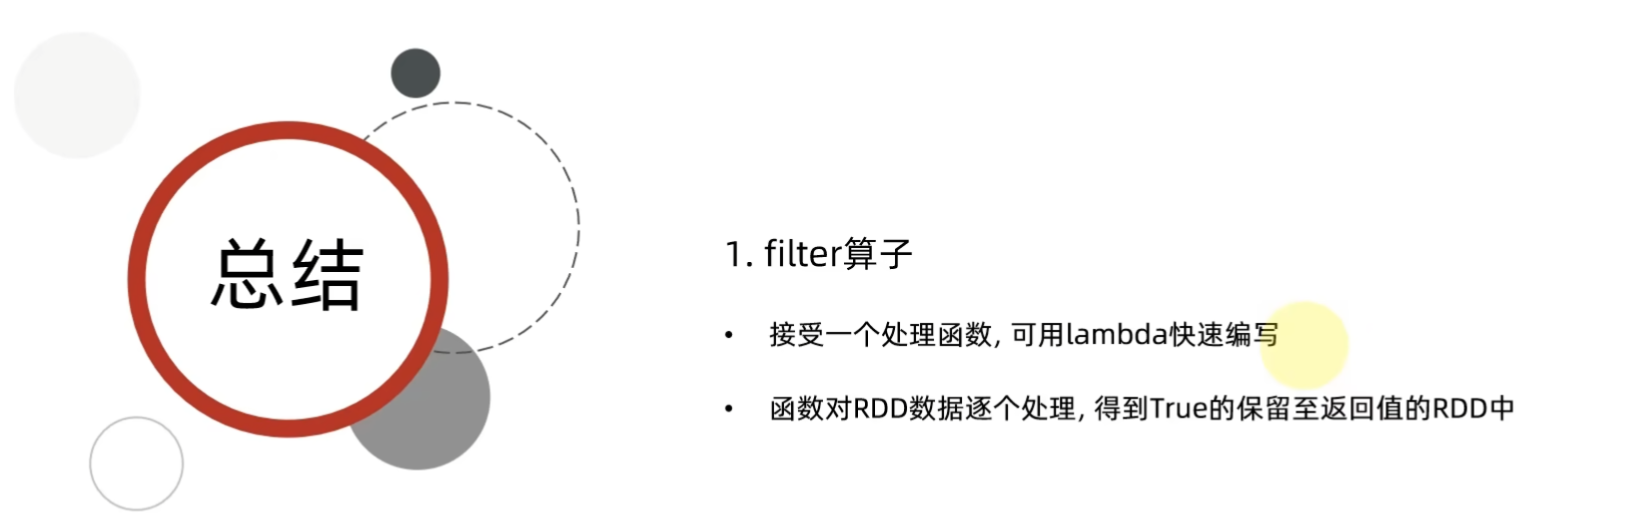 总结
1. filter算子
• 接受一个处理函数, 可用lambda快速编写
• 函数对RDD数据逐个处理, 得到True的保留至返回值的RDD中